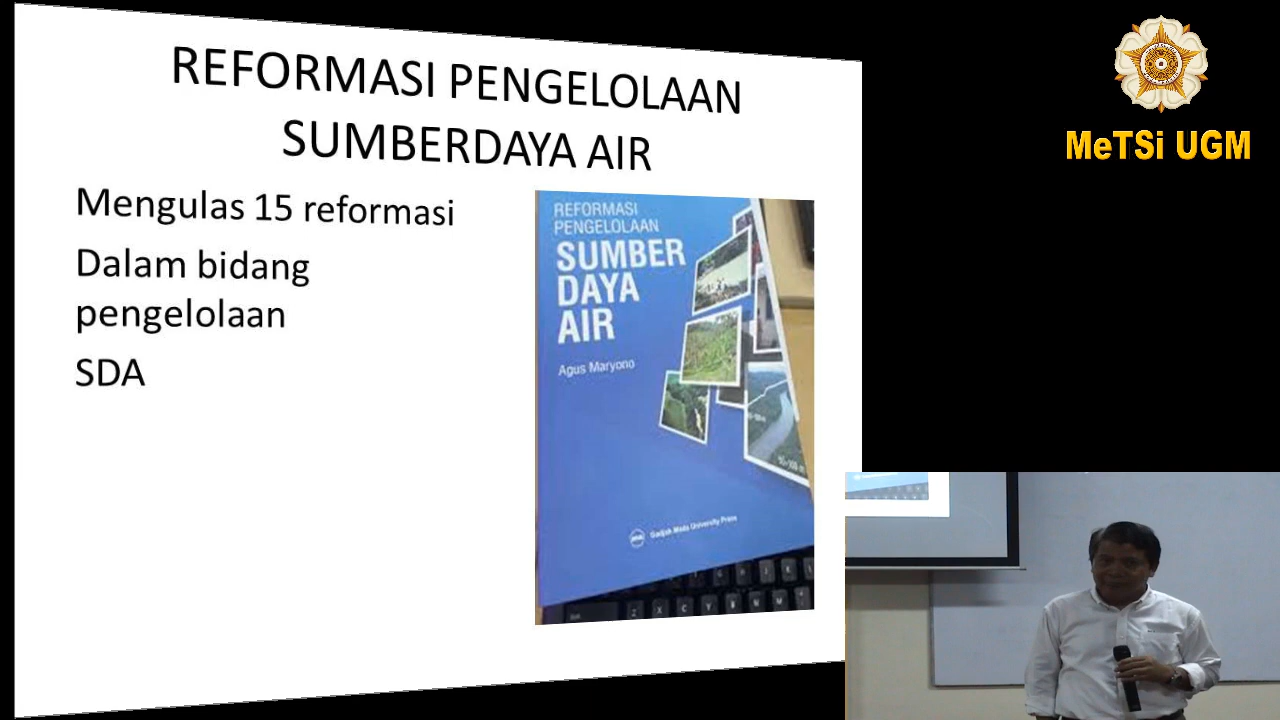 REFORMASI PENGELOLAAN
SUMBERDAYA AIR
Mengulas 15 reformasi
Dalam bidang
pengelolaan
SDA
REFORMASI
PENGELOLAAN
SUMBER
DAYA
AIR
Agus Maryono
Gadjah Mada University Press
MeTSi UGM